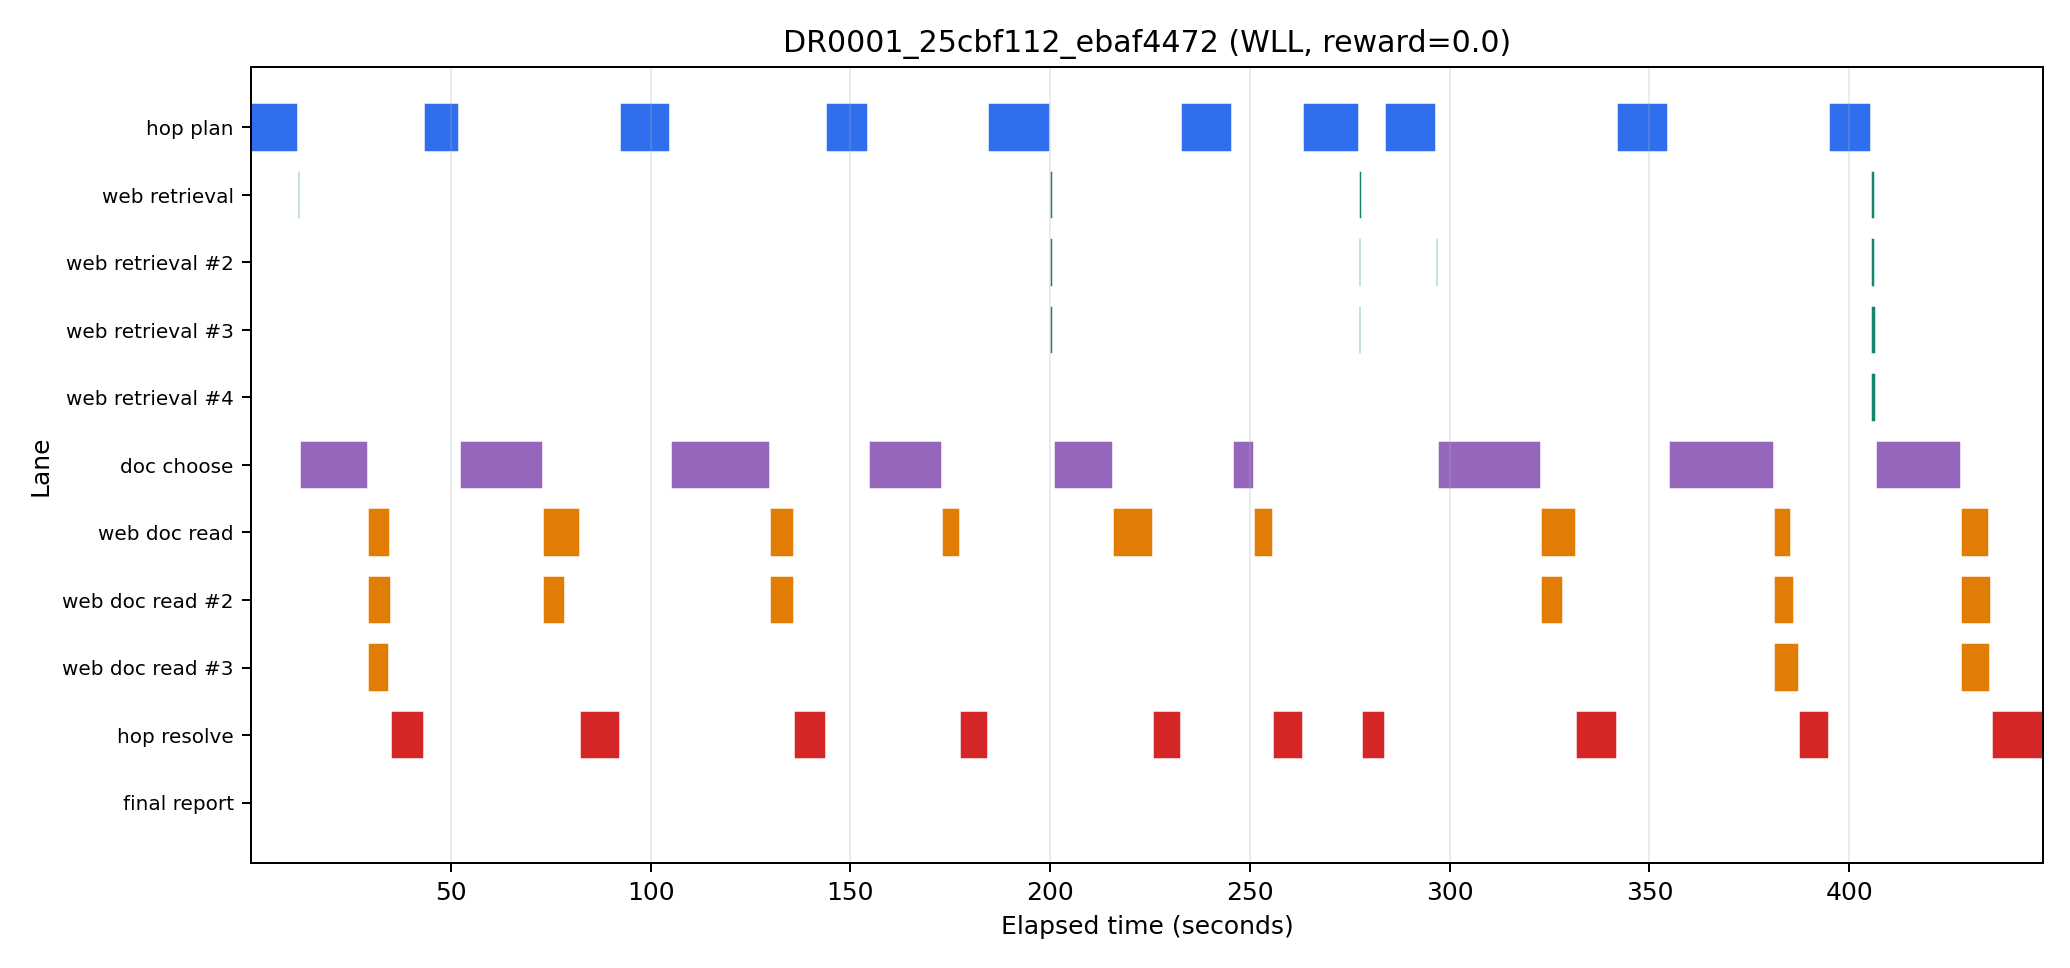 DR0001_25cbf112_ebaf4472 (WLL, reward=0.0)
hop plan
web retrieval
web retrieval #2
web retrieval #3
web retrieval #4
doc choose
web doc read
web doc read #2
web doc read #3
hop resolve
final report
Lane
50 100 150 200 250 300 350 400
Elapsed time (seconds)